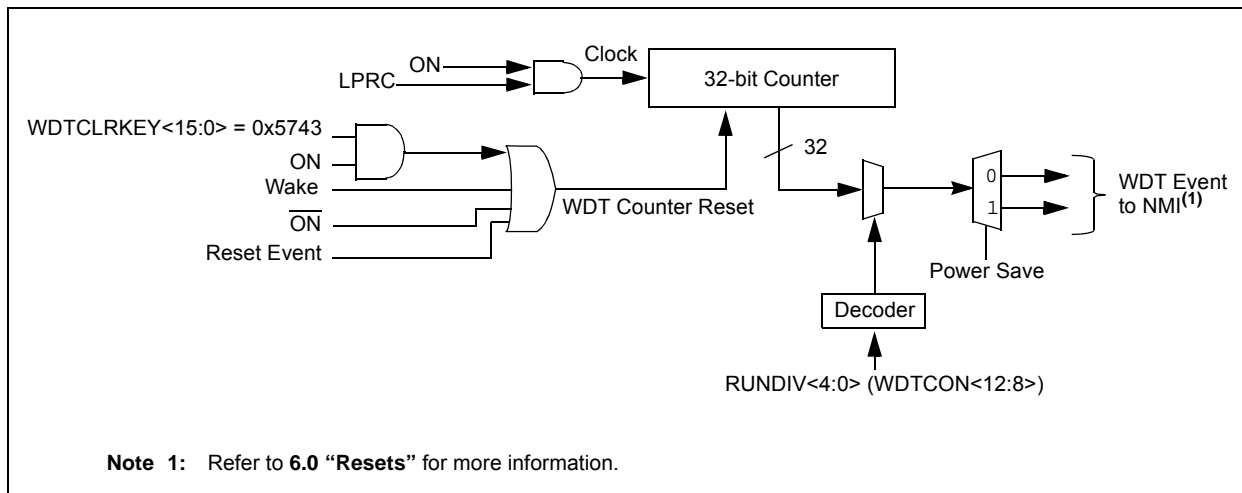 ON
LPRC
Clock
32-bit Counter
WDTCLRKEY<15:0> = 0x5743
ON
Wake
ON
Reset Event
WDT Counter Reset
32
0
1
WDT Event
to NMI(1)
Power Save
Decoder
RUNDIV<4:0> (WDTCON<12:8>)
Note 1: Refer to 6.0 “Resets” for more information.